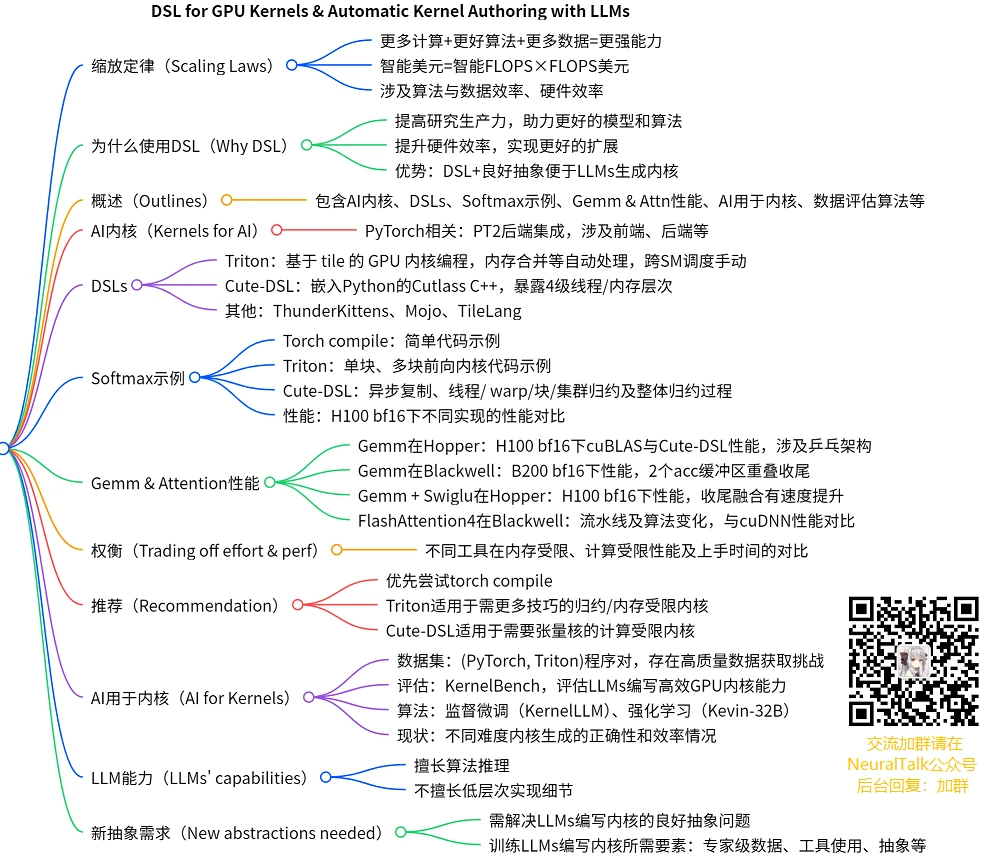 DSL for GPU Kernels & Automatic Kernel Authoring with LLMs
缩放定律（Scaling Laws）
更多计算+更好算法+更多数据=更强能力
智能美元=智能FLOPS×FLOPS美元
涉及算法与数据效率、硬件效率
为什么使用DSL（Why DSL）
提高研究生产力，助力更好的模型和算法
提升硬件效率，实现更好的扩展
优势：DSL+良好抽象便于LLMs生成内核
概述（Outlines）
包含AI内核、DSLs、Softmax示例、Gemm & Attn性能、AI用于内核、数据评估算法等
AI内核（Kernels for AI）
PyTorch相关：PT2后端集成，涉及前端、后端等
DSLs
Triton：基于 tile 的 GPU 内核编程，内存合并等自动处理，跨SM调度手动
Cute-DSL：嵌入Python的Cutlass C++，暴露4级线程/内存层次
其他：ThunderKittens、Mojo、TileLang
Softmax示例
Torch compile：简单代码示例
Triton：单块、多块前向内核代码示例
Cute-DSL：异步复制、线程/ warp/块/集群归约及整体归约过程
性能：H100 bf16下不同实现的性能对比
Gemm & Attention性能
Gemm在Hopper：H100 bf16下cuBLAS与Cute-DSL性能，涉及乒乓架构
Gemm在Blackwell：B200 bf16下性能，2个acc缓冲区重叠收尾
Gemm + Swiglu在Hopper：H100 bf16下性能，收尾融合有速度提升
FlashAttention4在Blackwell：流水线及算法变化，与cuDNN性能对比
权衡（Trading off effort & perf）
不同工具在内存受限、计算受限性能及上手时间的对比
推荐（Recommendation）
优先尝试torch compile
Triton适用于需更多技巧的归约/内存受限内核
Cute-DSL适用于需要张量核的计算受限内核
AI用于内核（AI for Kernels）
数据集：(PyTorch, Triton)程序对，存在高质量数据获取挑战
评估：KernelBench，评估LLMs编写高效GPU内核能力
算法：监督微调（KernelLLM）、强化学习（Kevin-32B）
现状：不同难度内核生成的正确性和效率情况
LLM能力（LLMs' capabilities）
擅长算法推理
不擅长低层次实现细节
新抽象需求（New abstractions needed）
需解决LLMs编写内核的良好抽象问题
训练LLMs编写内核所需要素：专家级数据、工具使用、抽象等
交流加群请在
NeuralTalk公众号
后台回复：加群